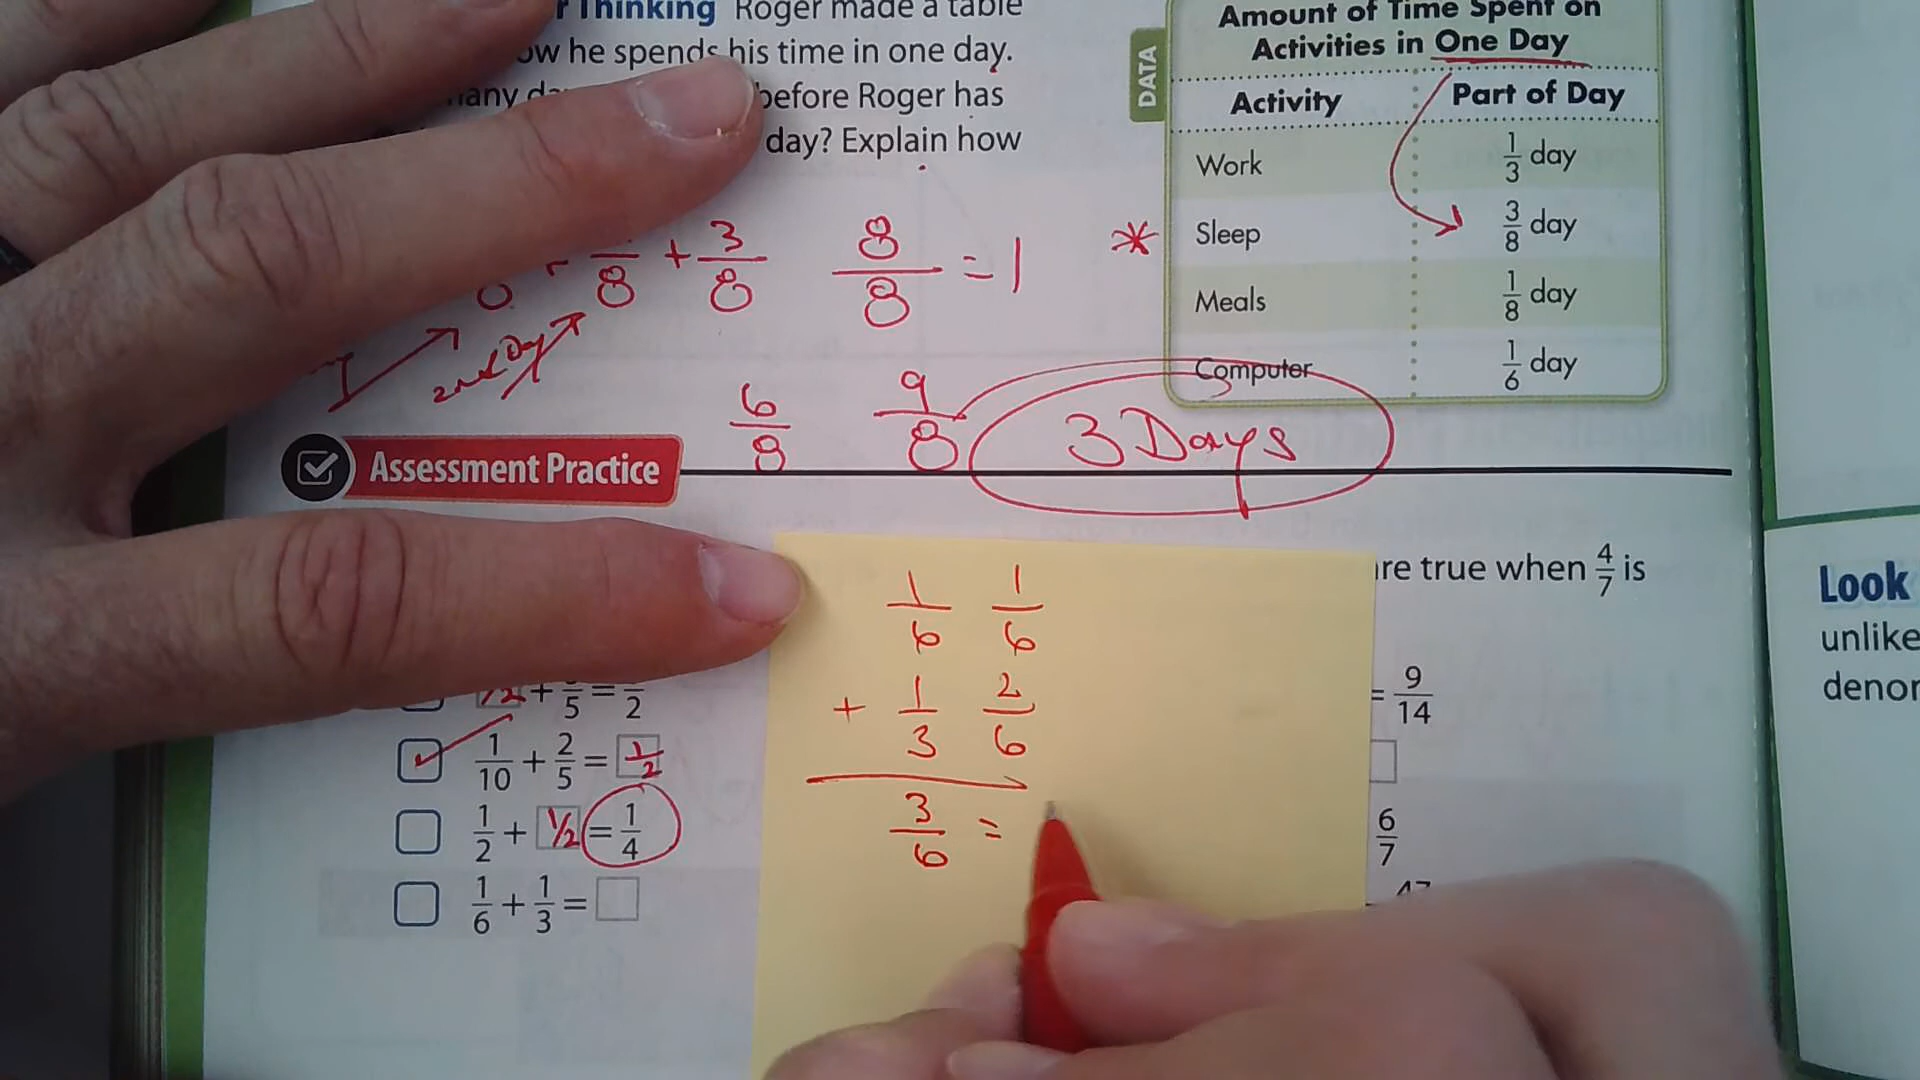 Thinking Roger made a table
he spends his time in one day.
before Roger has
day? Explain how
DATA
Amount of Time Spent on
Activities in One Day
Activity Part of Day
Work 1/3 day
* Sleep 3/8 day
Meals 1/8 day
Computer 1/6 day
8 + 3/8 8/8 = 1
2nd Day
6/8 9/8 3 Days
Assessment Practice
true when 4/7 is
1/10 + 2/5 = 1/2
1/2 + 1/2 = 1/4
1/6 + 1/3 =
1/6 1/6
+ 1/3 2/6
3/6 =
= 9/14
6/7
Look
unlike